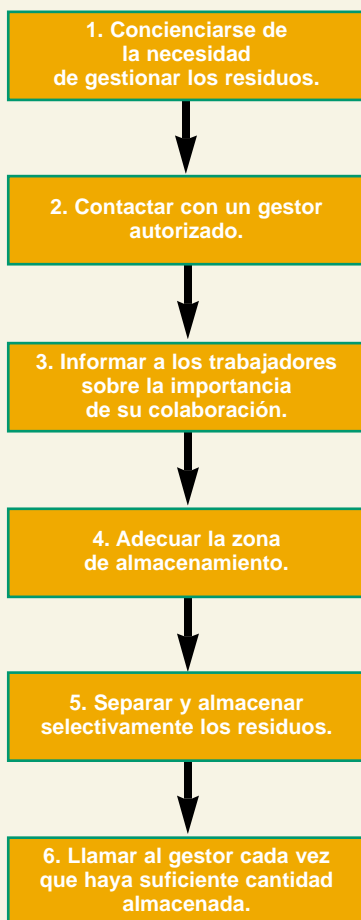 1. Concienciarse de
la necesidad
de gestionar los residuos.
2. Contactar con un gestor
autorizado.
3. Informar a los trabajadores
sobre la importancia
de su colaboración.
4. Adecuar la zona
de almacenamiento.
5. Separar y almacenar
selectivamente los residuos.
6. Llamar al gestor cada vez
que haya suficiente cantidad
almacenada.